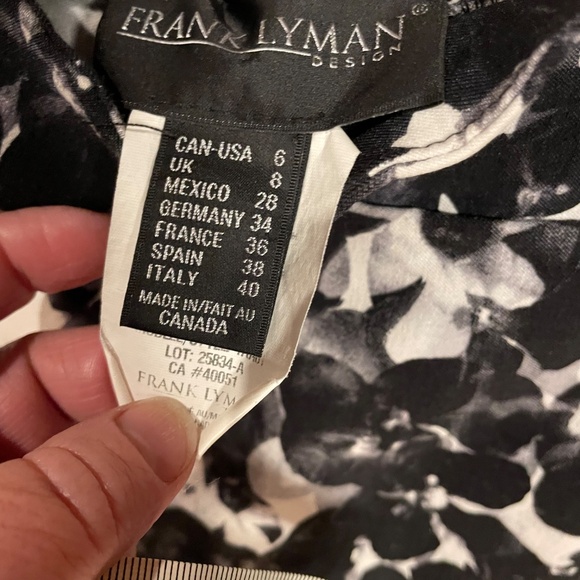 FRANK LYMAN®
DESIGN
CAN-USA 6
UK 8
MEXICO 28
GERMANY 34
FRANCE 36
SPAIN 38
ITALY 40
MADE IN/FAIT AU
CANADA
LOT: 25834-A
CA #40051
FRANK LYM